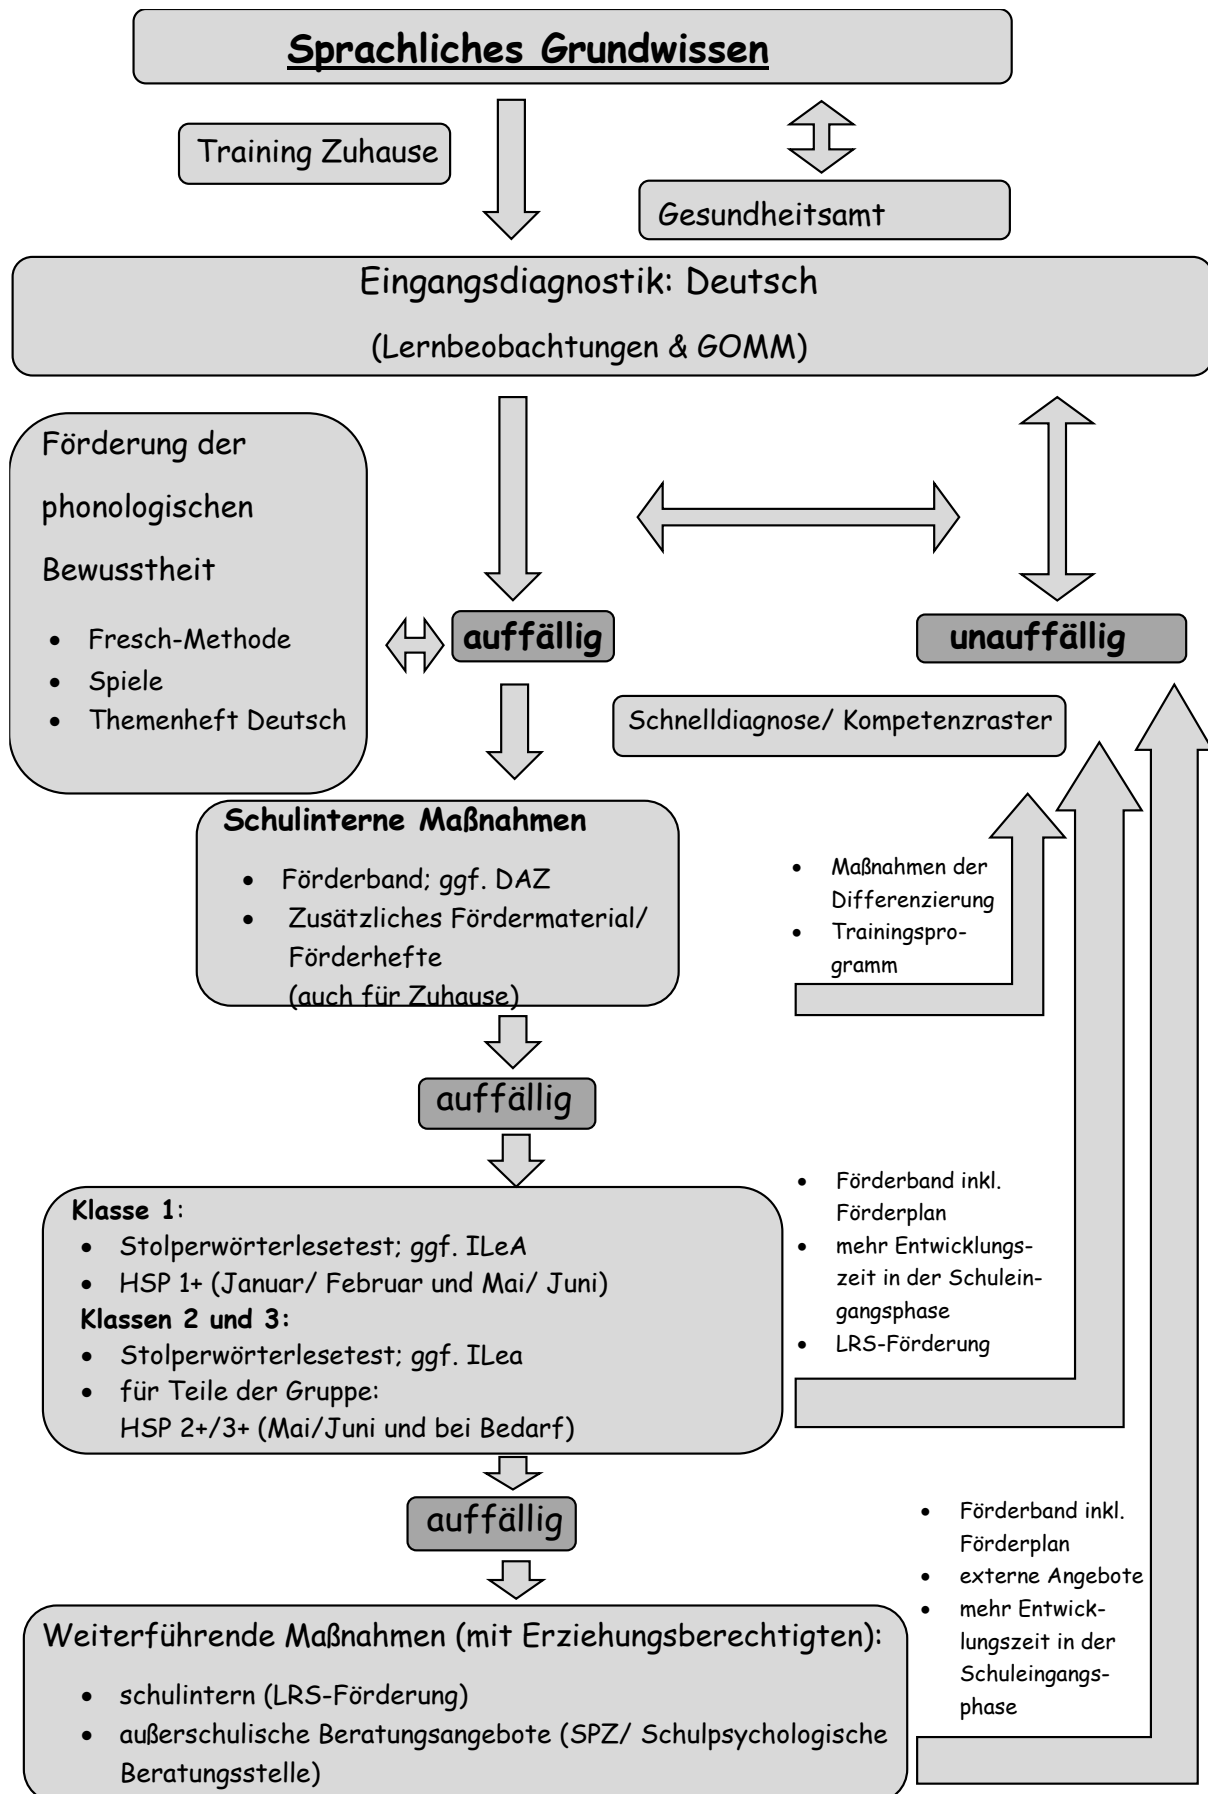 Sprachliches Grundwissen
Training Zuhause
Gesundheitsamt
Eingangsdiagnostik: Deutsch
(Lernbeobachtungen & GOMM)
Förderung der
phonologischen
Bewusstheit
• Fresch-Methode
• Spiele
• Themenheft Deutsch
auffällig
unauffällig
Schnelldiagnose/ Kompetenzraster
Schulinterne Maßnahmen
• Förderband; ggf. DAZ
• Zusätzliches Fördermaterial/
Förderhefte
(auch für Zuhause)
• Maßnahmen der
Differenzierung
• Trainingspro-
gramm
auffällig
Klasse 1:
• Stolperwörterlesetest; ggf. ILeA
• HSP 1+ (Januar/ Februar und Mai/ Juni)
Klassen 2 und 3:
• Stolperwörterlesetest; ggf. ILea
• für Teile der Gruppe:
HSP 2+/3+ (Mai/Juni und bei Bedarf)
• Förderband inkl.
Förderplan
• mehr Entwicklungs-
zeit in der Schulein-
gangsphase
• LRS-Förderung
auffällig
• Förderband inkl.
Förderplan
• externe Angebote
• mehr Entwick-
lungszeit in der
Schuleingangs-
phase
Weiterführende Maßnahmen (mit Erziehungsberechtigten):
• schulintern (LRS-Förderung)
• außerschulische Beratungsangebote (SPZ/ Schulpsychologische
Beratungsstelle)